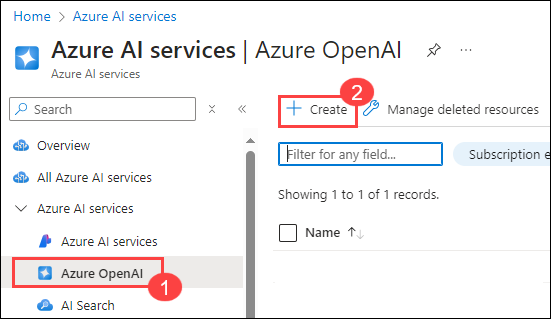 Home > Azure AI services >
Azure AI services | Azure OpenAI
Azure AI services
Search
Overview
All Azure AI services
Azure AI services
Azure AI services
Azure OpenAI
1
AI Search
Create
2
Manage deleted resources
Filter for any field...
Subscription e
Showing 1 to 1 of 1 records.
Name